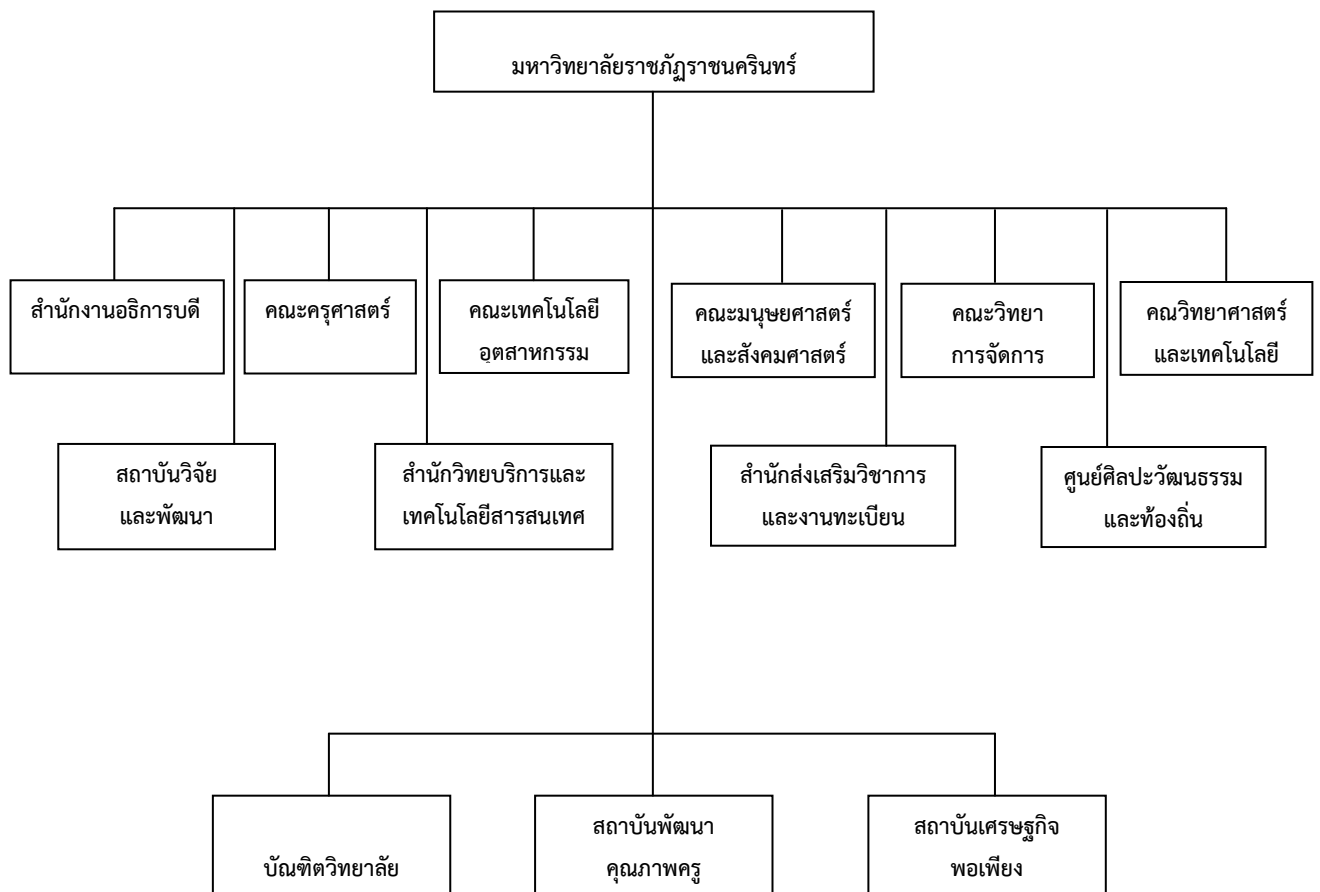 มหาวิทยาลัยราชภัฏราชนครินทร์
สำนักงานอธิการบดี
คณะครุศาสตร์
คณะเทคโนโลยี
อุตสาหกรรม
คณะมนุษยศาสตร์
และสังคมศาสตร์
คณะวิทยา
การจัดการ
คณวิทยาศาสตร์
และเทคโนโลยี
สถาบันวิจัย
และพัฒนา
สำนักวิทยบริการและ
เทคโนโลยีสารสนเทศ
สำนักส่งเสริมวิชาการ
และงานทะเบียน
ศูนย์ศิลปะวัฒนธรรม
และท้องถิ่น
บัณฑิตวิทยาลัย
สถาบันพัฒนา
คุณภาพครู
สถาบันเศรษฐกิจ
พอเพียง